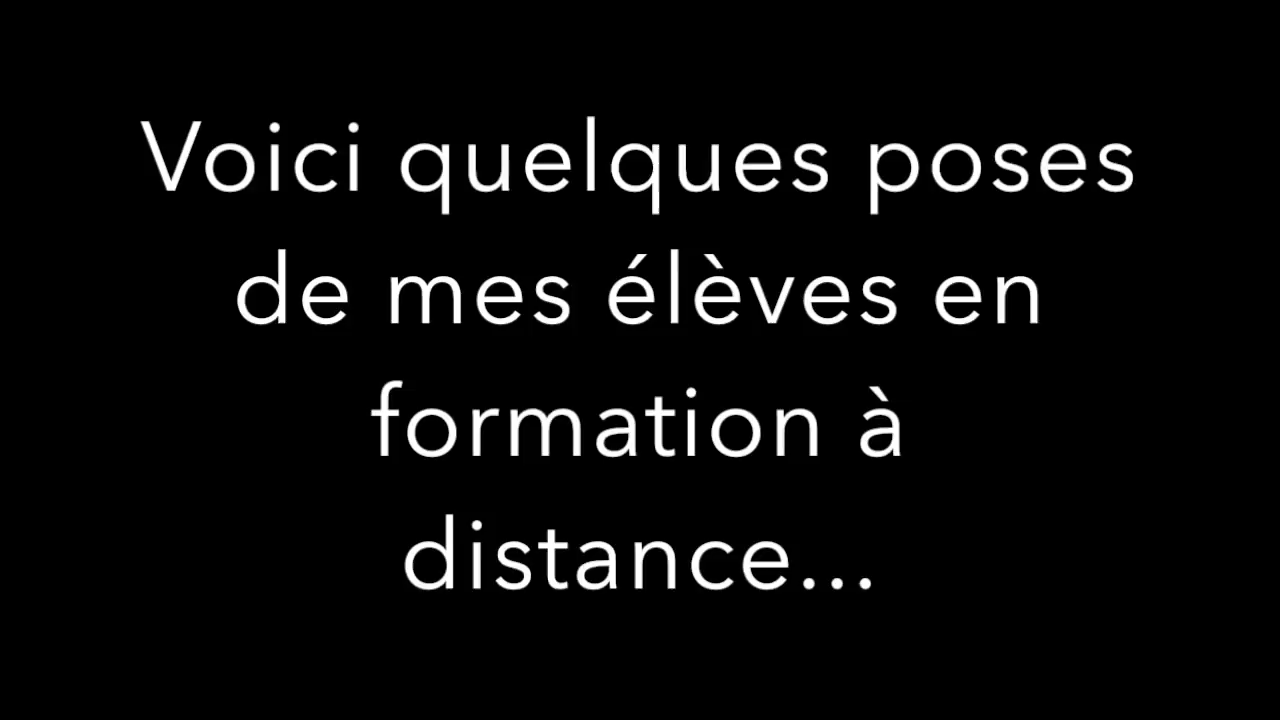 Voici quelques poses
de mes élèves en
formation à
distance...